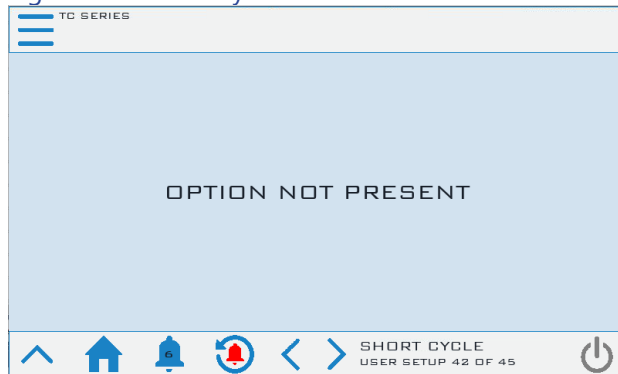 TC SERIES
OPTION NOT PRESENT
6
SHORT CYCLE
USER SETUP 42 OF 45